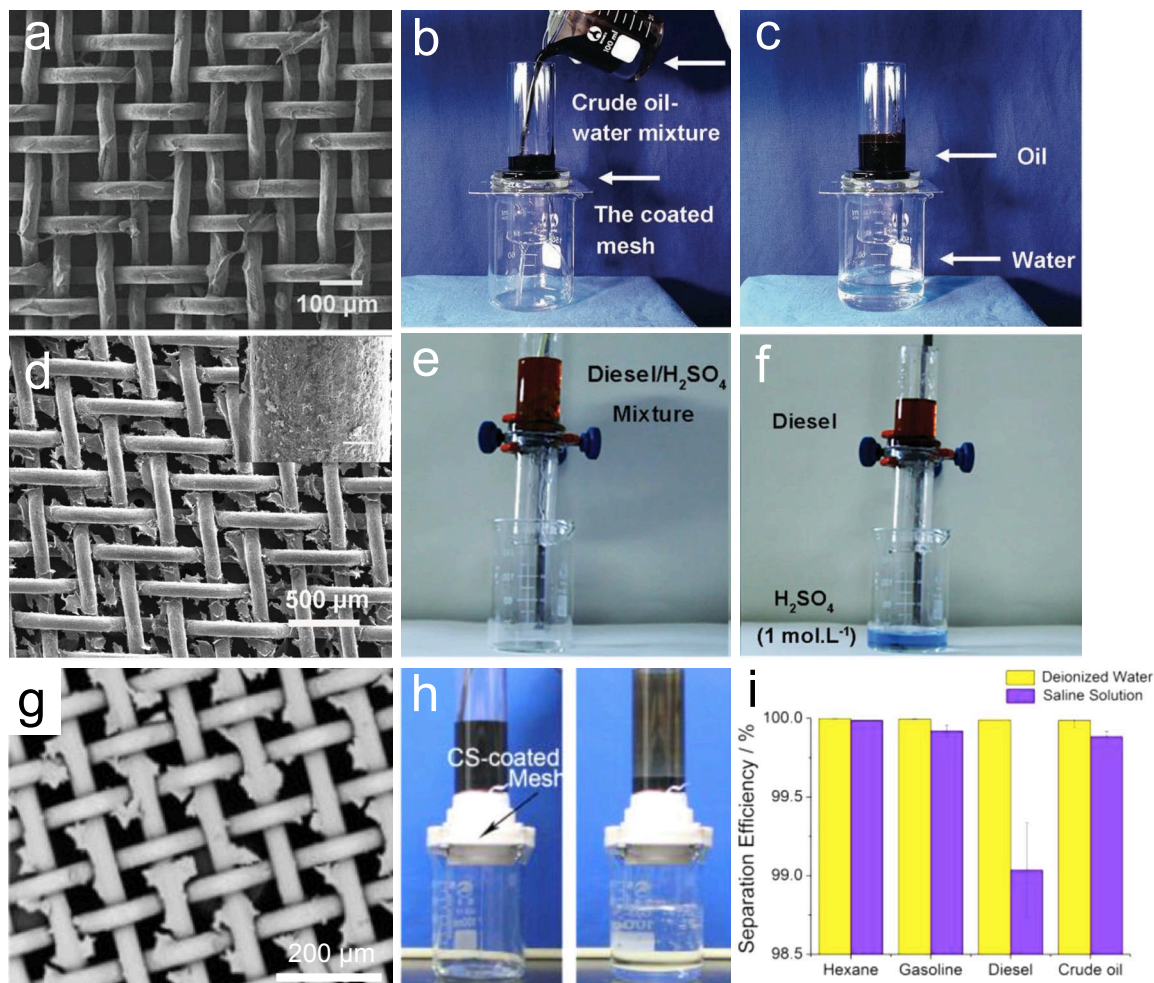 a
100 µm
b
100 ml
Crude oil-
water mixture
The coated
mesh
c
Oil
Water
d
500 µm
e
Diesel/H₂SO₄
Mixture
f
Diesel
H₂SO₄
(1 mol.L⁻¹)
g
200 µm
h
CS-coated
Mesh
i
Deionized Water
Saline Solution
Separation Efficiency / %
100.0
99.5
99.0
98.5
Hexane
Gasoline
Diesel
Crude oil